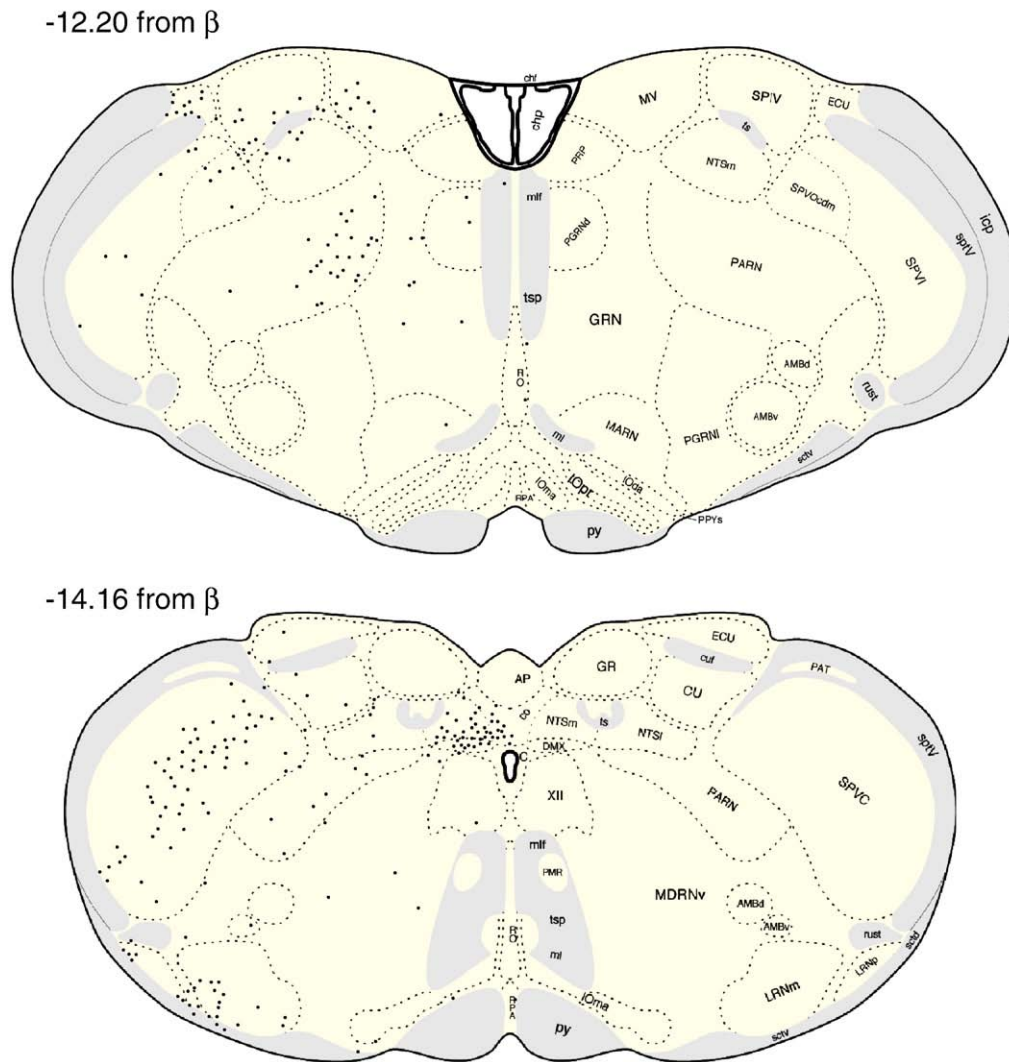 -12.20 from β
chf
chp
MV
SPIV
ECU
ts
PRP
NTSm
SPVOcdm
mlf
PGRNd
icp
sptV
SPVI
PARN
tsp
GRN
RO
AMBd
rust
AMBv
MARN
PGRNl
ml
sctv
IOma
IOpr
IOda
RPA
PPYs
py
-14.16 from β
ECU
cuf
GR
PAT
AP
CU
NTSm
ts
NTSl
DMX
C
sptV
SPVC
XII
PARN
mlf
PMR
MDRNv
AMBd
tsp
AMBv
RO
rust
sctd
ml
LRNp
LRNm
IOma
RPA
py
sctv